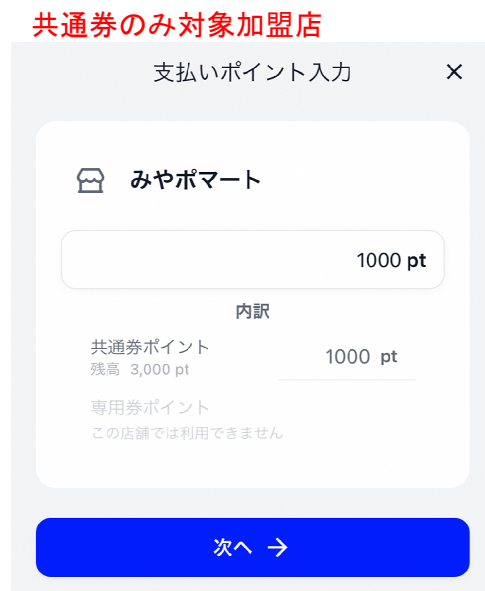 共通券のみ対象加盟店
支払いポイント入力
みやポマート
1000 pt
内訳
共通券ポイント
1000 pt
残高 3,000 pt
専用券ポイント
この店舗では利用できません
次へ →